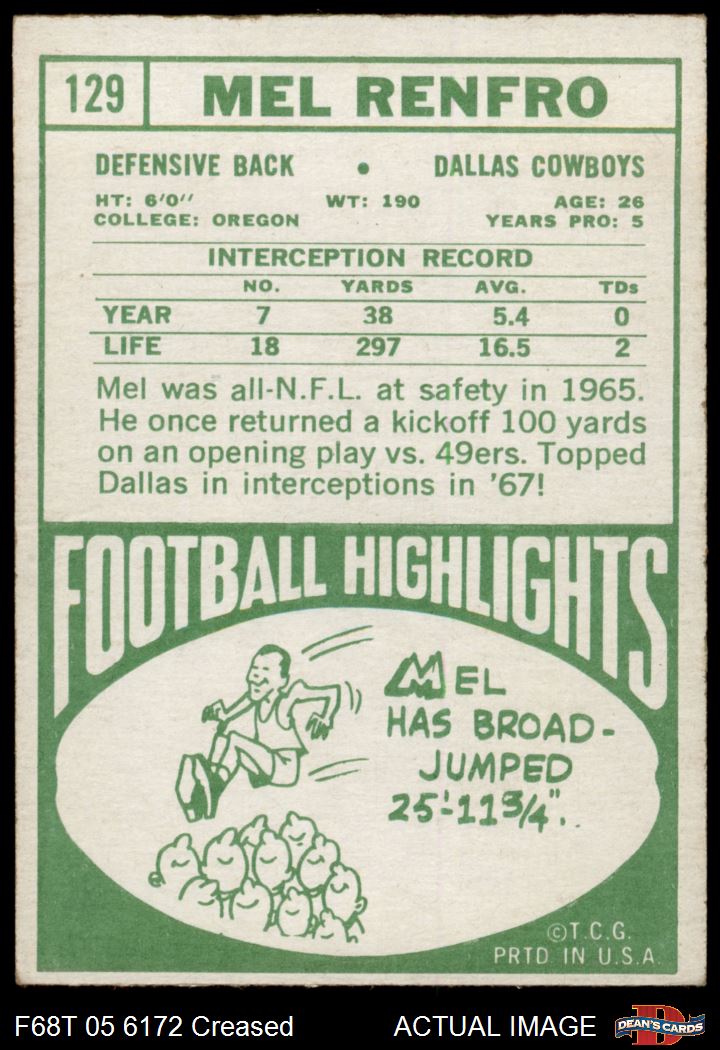 129 MEL RENFRO
DEFENSIVE BACK • DALLAS COWBOYS
HT: 6'0" WT: 190 AGE: 26
COLLEGE: OREGON YEARS PRO: 5
INTERCEPTION RECORD
NO. YARDS AVG. TDs
YEAR 7 38 5.4 0
LIFE 18 297 16.5 2
Mel was all-N.F.L. at safety in 1965.
He once returned a kickoff 100 yards
on an opening play vs. 49ers. Topped
Dallas in interceptions in '67!
FOOTBALL HIGHLIGHTS
MEL
HAS BROAD-
JUMPED
25'-11 3/4".
©T.C.G.
PRTD IN U.S.A.
F68T 05 6172 Creased ACTUAL IMAGE DEAN'S CARDS